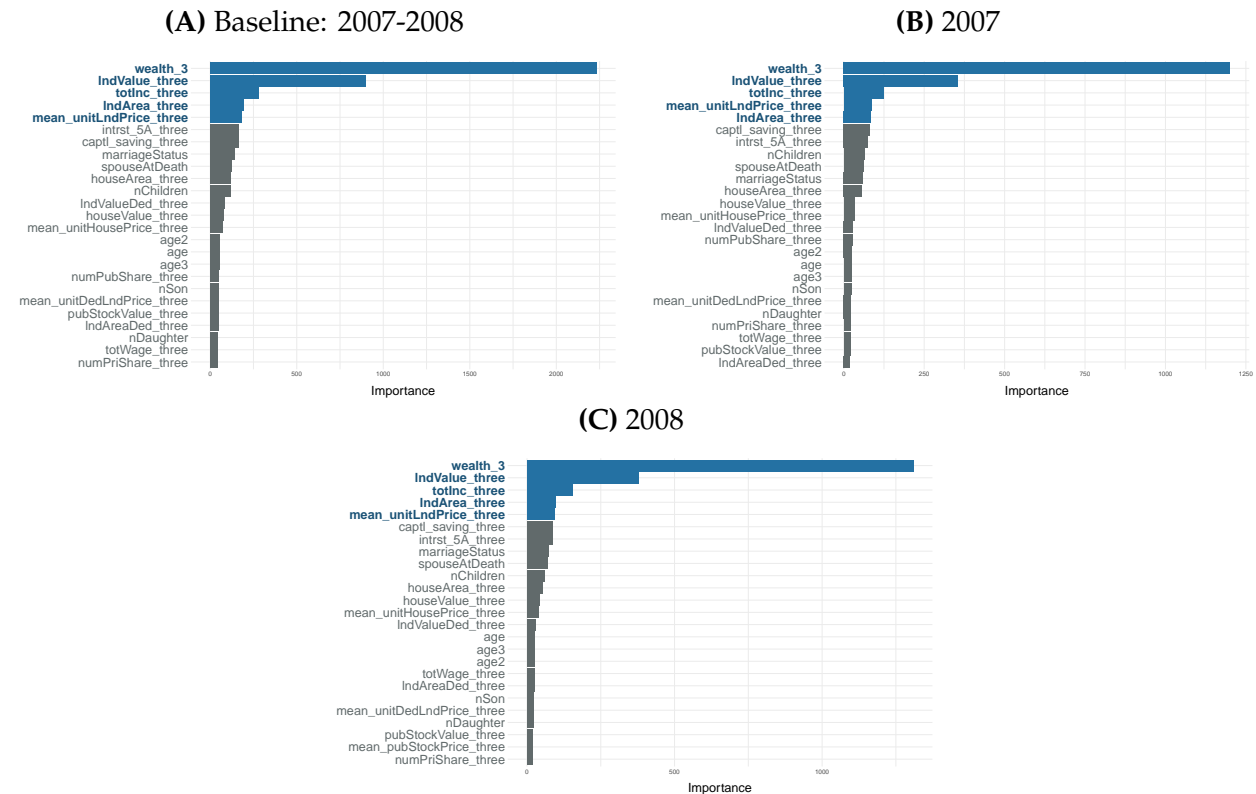 (A) Baseline: 2007-2008
wealth_3
lndValue_three
totInc_three
lndArea_three
mean_unitLndPrice_three
intrst_5A_three
captl_saving_three
marriageStatus
spouseAtDeath
houseArea_three
nChildren
lndValueDed_three
houseValue_three
mean_unitHousePrice_three
age2
age
age3
numPubShare_three
nSon
mean_unitDedLndPrice_three
pubStockValue_three
lndAreaDed_three
nDaughter
totWage_three
numPriShare_three
0 500 1000 1500 2000
Importance
(B) 2007
wealth_3
lndValue_three
totInc_three
mean_unitLndPrice_three
lndArea_three
captl_saving_three
intrst_5A_three
nChildren
spouseAtDeath
marriageStatus
houseArea_three
houseValue_three
mean_unitHousePrice_three
lndValueDed_three
numPubShare_three
age2
age
age3
nSon
mean_unitDedLndPrice_three
nDaughter
numPriShare_three
totWage_three
pubStockValue_three
lndAreaDed_three
0 250 500 750 1000 1250
Importance
(C) 2008
wealth_3
lndValue_three
totInc_three
lndArea_three
mean_unitLndPrice_three
captl_saving_three
intrst_5A_three
marriageStatus
spouseAtDeath
nChildren
houseArea_three
houseValue_three
mean_unitHousePrice_three
lndValueDed_three
age
age3
age2
totWage_three
lndAreaDed_three
nSon
mean_unitDedLndPrice_three
nDaughter
pubStockValue_three
mean_pubStockPrice_three
numPriShare_three
0 500 1000
Importance